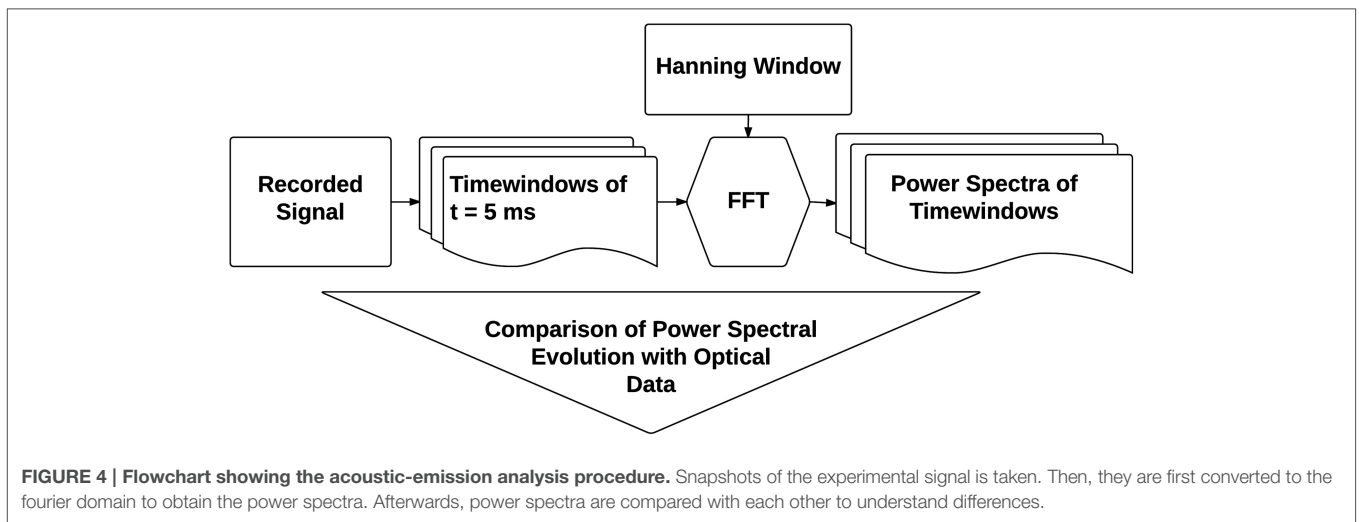 Hanning Window
Recorded
Signal
Timewindows of
t = 5 ms
FFT
Power Spectra of
Timewindows
Comparison of Power Spectral
Evolution with Optical
Data
FIGURE 4 | Flowchart showing the acoustic-emission analysis procedure. Snapshots of the experimental signal is taken. Then, they are first converted to the
fourier domain to obtain the power spectra. Afterwards, power spectra are compared with each other to understand differences.